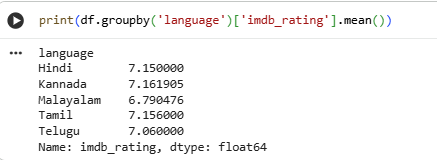 print(df.groupby('language')['imdb_rating'].mean())
language
Hindi 7.150000
Kannada 7.161905
Malayalam 6.790476
Tamil 7.156000
Telugu 7.060000
Name: imdb_rating, dtype: float64